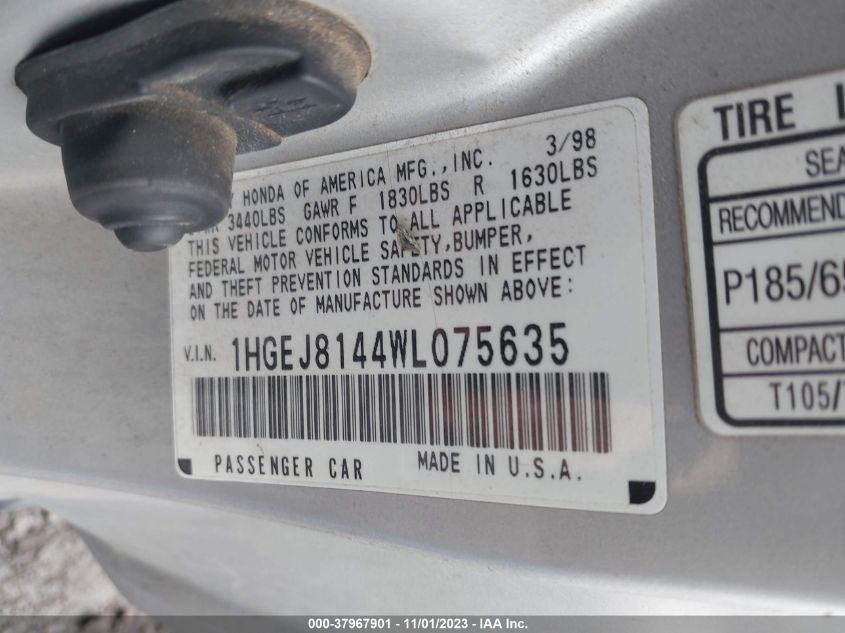 HONDA OF AMERICA MFG.,INC. 3/98
3440LBS GAWR F 1830LBS R 1630LBS
THIS VEHICLE CONFORMS TO ALL APPLICABLE
FEDERAL MOTOR VEHICLE SAFETY,BUMPER,
AND THEFT PREVENTION STANDARDS IN EFFECT
ON THE DATE OF MANUFACTURE SHOWN ABOVE:
V.I.N. 1HGEJ8144WL075635
PASSENGER CAR MADE IN U.S.A.
TIRE
SEA
RECOMMEND
P185/65
COMPACT
T105/
000-37967901 - 11/01/2023 - IAA Inc.